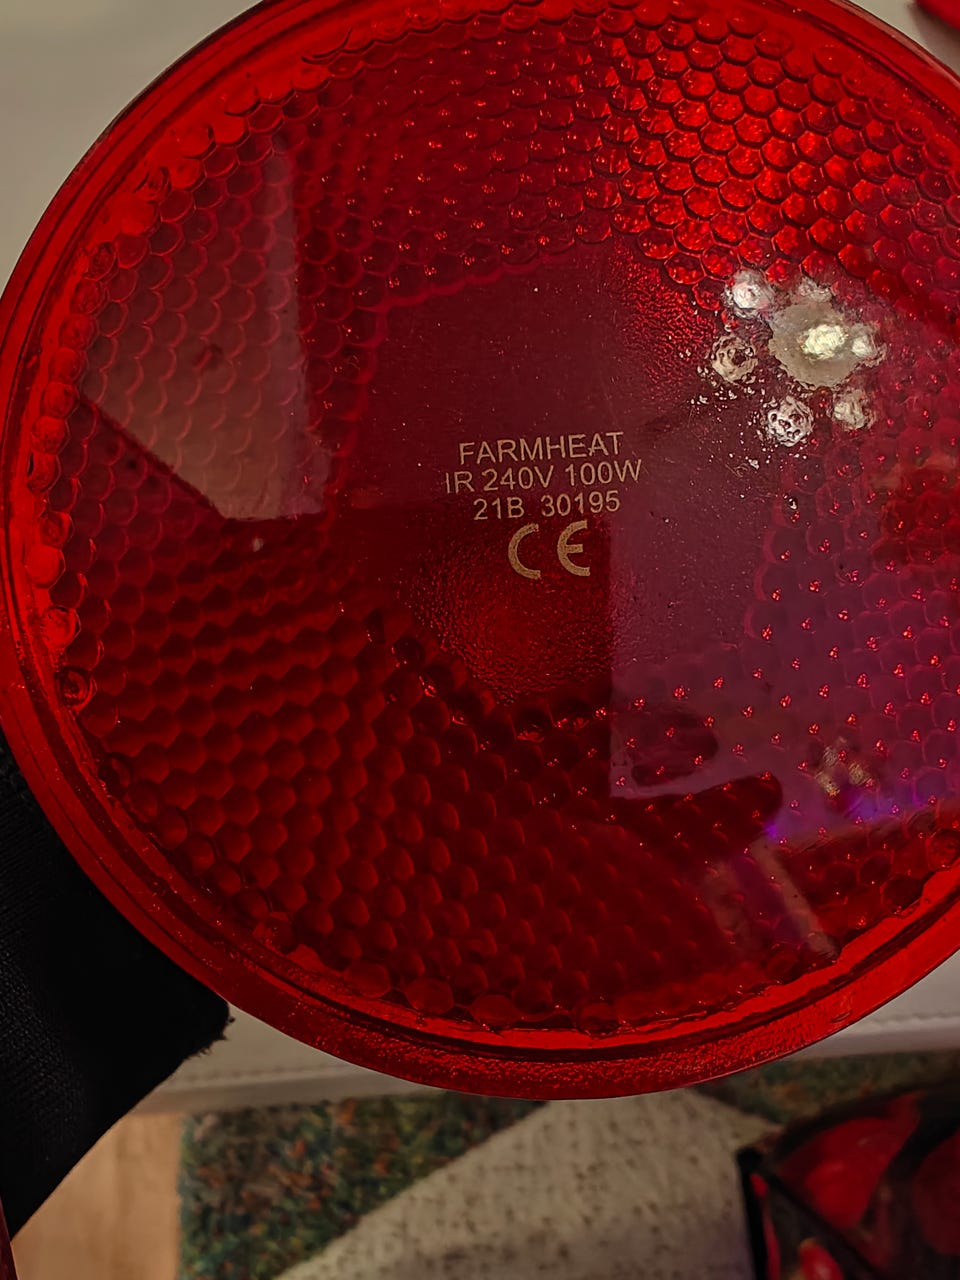 FARMHEAT
IR 240V 100W
21B 30195
CE